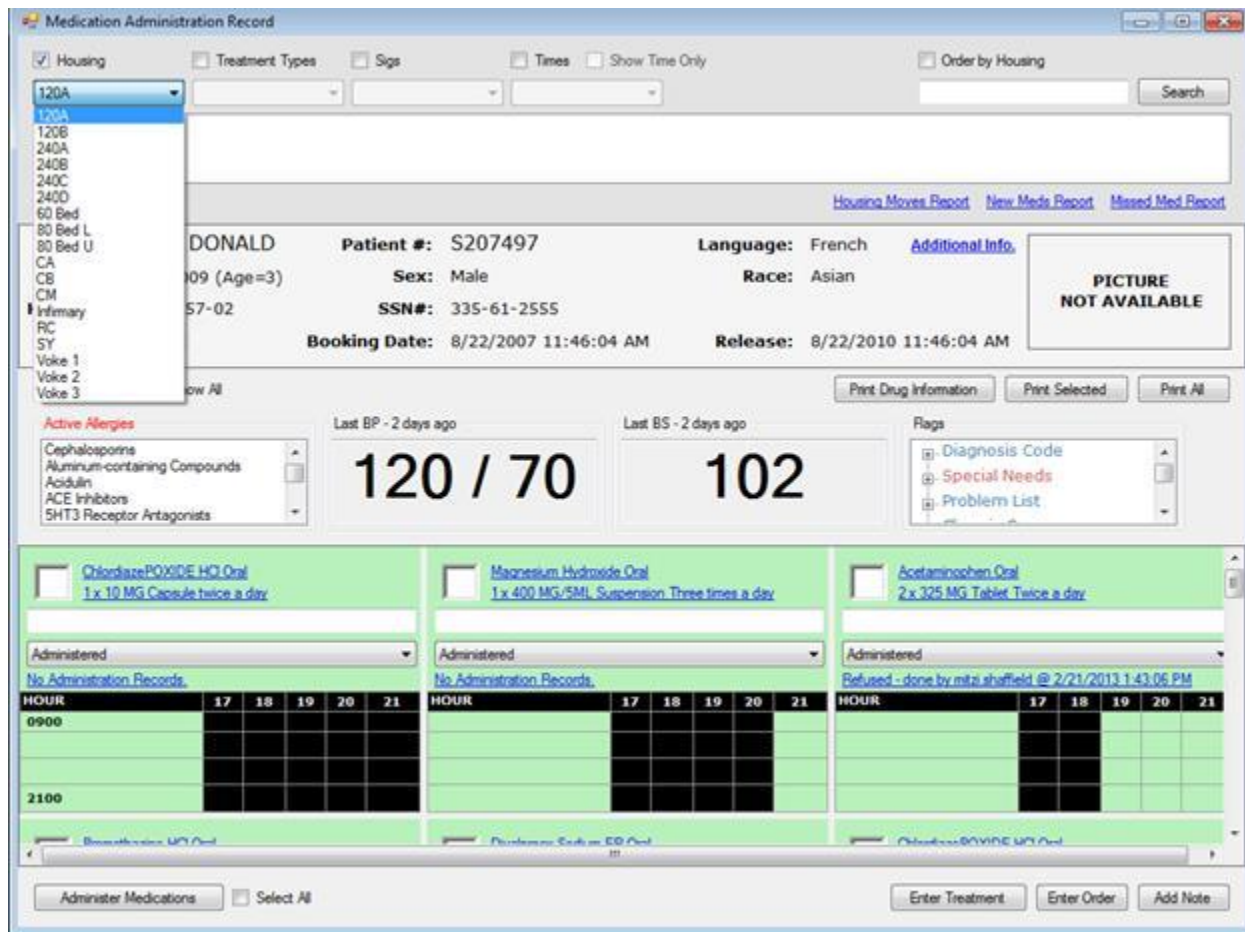 Medication Administration Record
Housing Treatment Types Sigs Times Show Time Only Order by Housing
120A Search
120A
120B
240A
240B
240C
240D
60 Bed
80 Bed L
80 Bed U
CA
CB
CM
Infirmary
RC
SY
Voke 1
Voke 2
Voke 3
Housing Moves Report New Meds Report Missed Med Report
DONALD Patient #: S207497 Language: French Additional Info.
09 (Age=3) Sex: Male Race: Asian
57-02 SSN#: 335-61-2555
Booking Date: 8/22/2007 11:46:04 AM Release: 8/22/2010 11:46:04 AM
PICTURE
NOT AVAILABLE
ow All Print Drug Information Print Selected Print All
Active Allergies Last BP - 2 days ago Last BS - 2 days ago Flags
Cephalosporins
Aluminum-containing Compounds
Acidulin
ACE Inhibitors
5HT3 Receptor Antagonists
120 / 70
102
Diagnosis Code
Special Needs
Problem List
ChlordiazePOXIDE HCl Oral
1 x 10 MG Capsule twice a day
Administered
No Administration Records.
HOUR 17 18 19 20 21
0900
2100
Magnesium Hydroxide Oral
1 x 400 MG/5ML Suspension Three times a day
Administered
No Administration Records.
HOUR 17 18 19 20 21
Acetaminophen Oral
2 x 325 MG Tablet Twice a day
Administered
Refused - done by mitzi.shaffield @ 2/21/2013 1:43:06 PM
HOUR 17 18 19 20 21
Promethazine HCl Oral Divalproex Sodium ER Oral ChlordiazePOXIDE HCl Oral
Administer Medications Select All Enter Treatment Enter Order Add Note